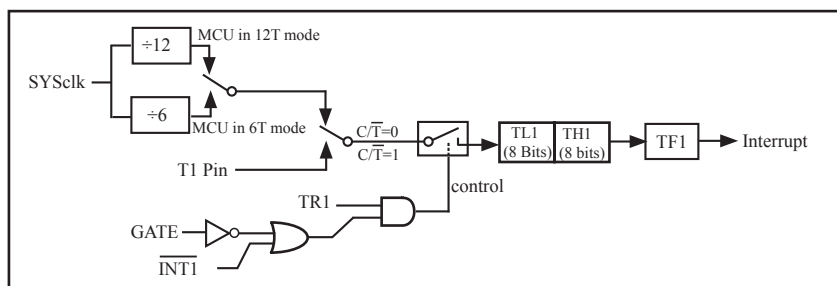 MCU in 12T mode
÷12
SYSclk
÷6
MCU in 6T mode
C/T̅=0
C/T̅=1
T1 Pin
TL1
(8 Bits)
TH1
(8 bits)
TF1
Interrupt
control
TR1
GATE
I̅N̅T̅1̅